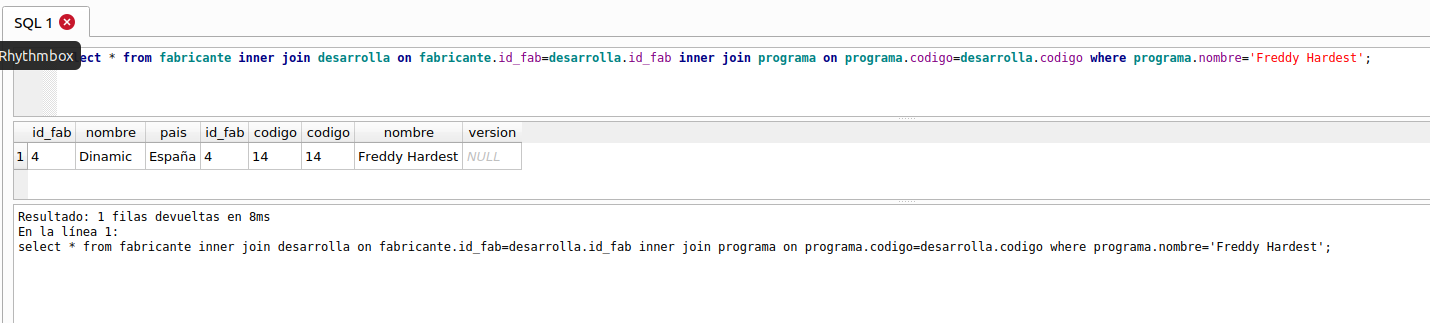 SQL 1
Rhythmbox
ect * from fabricante inner join desarrolla on fabricante.id_fab=desarrolla.id_fab inner join programa on programa.codigo=desarrolla.codigo where programa.nombre='Freddy Hardest';
id_fab nombre pais id_fab codigo codigo nombre version
1 4 Dinamic España 4 14 14 Freddy Hardest NULL
Resultado: 1 filas devueltas en 8ms
En la línea 1:
select * from fabricante inner join desarrolla on fabricante.id_fab=desarrolla.id_fab inner join programa on programa.codigo=desarrolla.codigo where programa.nombre='Freddy Hardest';